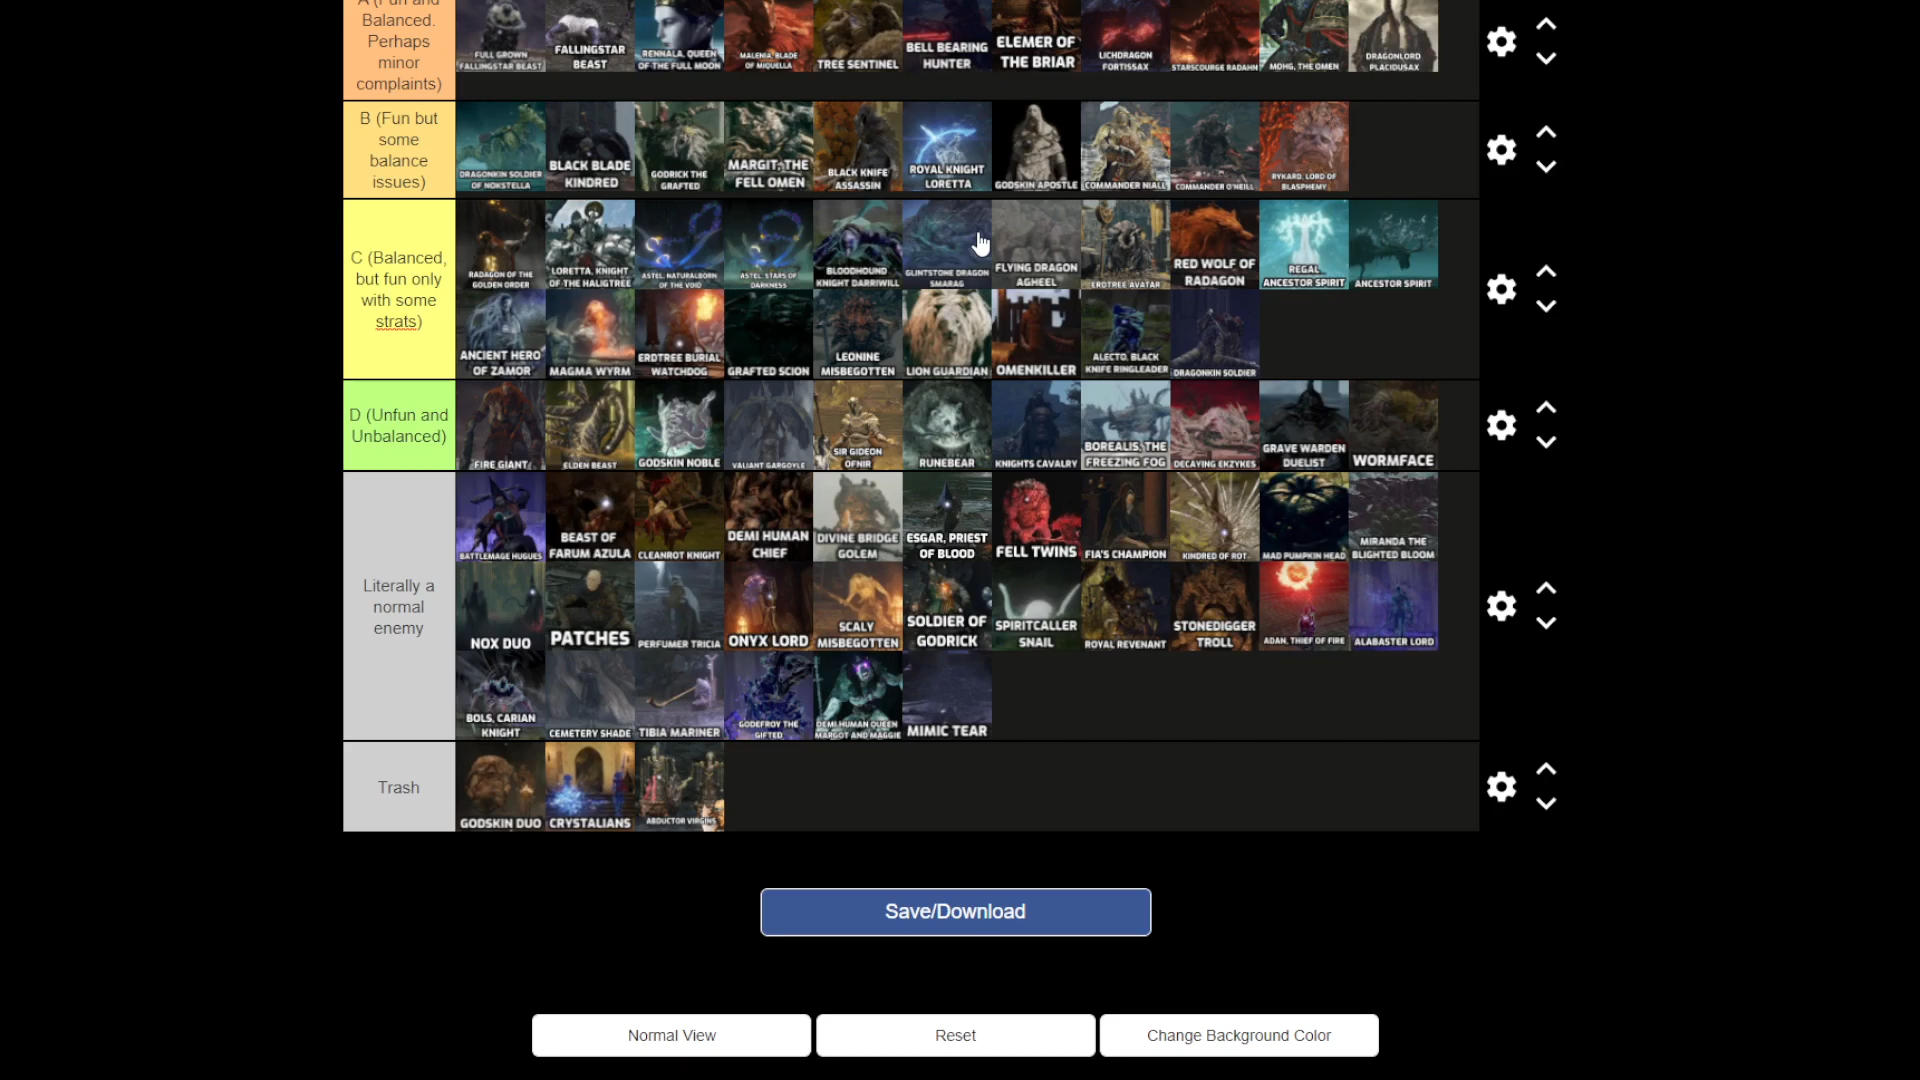 A (Fun and
Balanced.
Perhaps
minor
complaints)
FULL GROWN
FALLINGSTAR BEAST
FALLINGSTAR
BEAST
RENNALA, QUEEN
OF THE FULL MOON
MALENIA, BLADE
OF MIQUELLA
TREE SENTINEL
BELL BEARING
HUNTER
ELEMER OF
THE BRIAR
LICHDRAGON
FORTISSAX
STARSCOURGE RADAHN
MOHG, THE OMEN
DRAGONLORD
PLACIDUSAX
B (Fun but
some
balance
issues)
DRAGONKIN SOLDIER
OF NOKSTELLA
BLACK BLADE
KINDRED
GODRICK THE
GRAFTED
MARGIT, THE
FELL OMEN
BLACK KNIFE
ASSASSIN
ROYAL KNIGHT
LORETTA
GODSKIN APOSTLE
COMMANDER NIALL
COMMANDER O'NEILL
RYKARD, LORD OF
BLASPHEMY
C (Balanced,
but fun only
with some
strats)
RADAGON OF THE
GOLDEN ORDER
LORETTA, KNIGHT
OF THE HALIGTREE
ASTEL, NATURALBORN
OF THE VOID
ASTEL, STARS OF
DARKNESS
BLOODHOUND
KNIGHT DARRIWILL
GLINTSTONE DRAGON
SMARAG
FLYING DRAGON
AGHEEL
ERDTREE AVATAR
RED WOLF OF
RADAGON
REGAL
ANCESTOR SPIRIT
ANCESTOR SPIRIT
ANCIENT HERO
OF ZAMOR
MAGMA WYRM
ERDTREE BURIAL
WATCHDOG
GRAFTED SCION
LEONINE
MISBEGOTTEN
LION GUARDIAN
OMENKILLER
ALECTO, BLACK
KNIFE RINGLEADER
DRAGONKIN SOLDIER
D (Unfun and
Unbalanced)
FIRE GIANT
ELDEN BEAST
GODSKIN NOBLE
VALIANT GARGOYLE
SIR GIDEON
OFNIR
RUNEBEAR
KNIGHTS CAVALRY
BOREALIS, THE
FREEZING FOG
DECAYING EKZYKES
GRAVE WARDEN
DUELIST
WORMFACE
Literally a
normal
enemy
BATTLEMAGE HUGUES
BEAST OF
FARUM AZULA
CLEANROT KNIGHT
DEMI HUMAN
CHIEF
DIVINE BRIDGE
GOLEM
ESGAR, PRIEST
OF BLOOD
FELL TWINS
FIA'S CHAMPION
KINDRED OF ROT
MAD PUMPKIN HEAD
MIRANDA THE
BLIGHTED BLOOM
NOX DUO
PATCHES
PERFUMER TRICIA
ONYX LORD
SCALY
MISBEGOTTEN
SOLDIER OF
GODRICK
SPIRITCALLER
SNAIL
ROYAL REVENANT
STONEDIGGER
TROLL
ADAN, THIEF OF FIRE
ALABASTER LORD
BOLS, CARIAN
KNIGHT
CEMETERY SHADE
TIBIA MARINER
GODEFROY THE
GIFTED
DEMI HUMAN QUEEN
MARGOT AND MAGGIE
MIMIC TEAR
Trash
GODSKIN DUO
CRYSTALIANS
ABDUCTOR VIRGINS
Save/Download
Normal View
Reset
Change Background Color